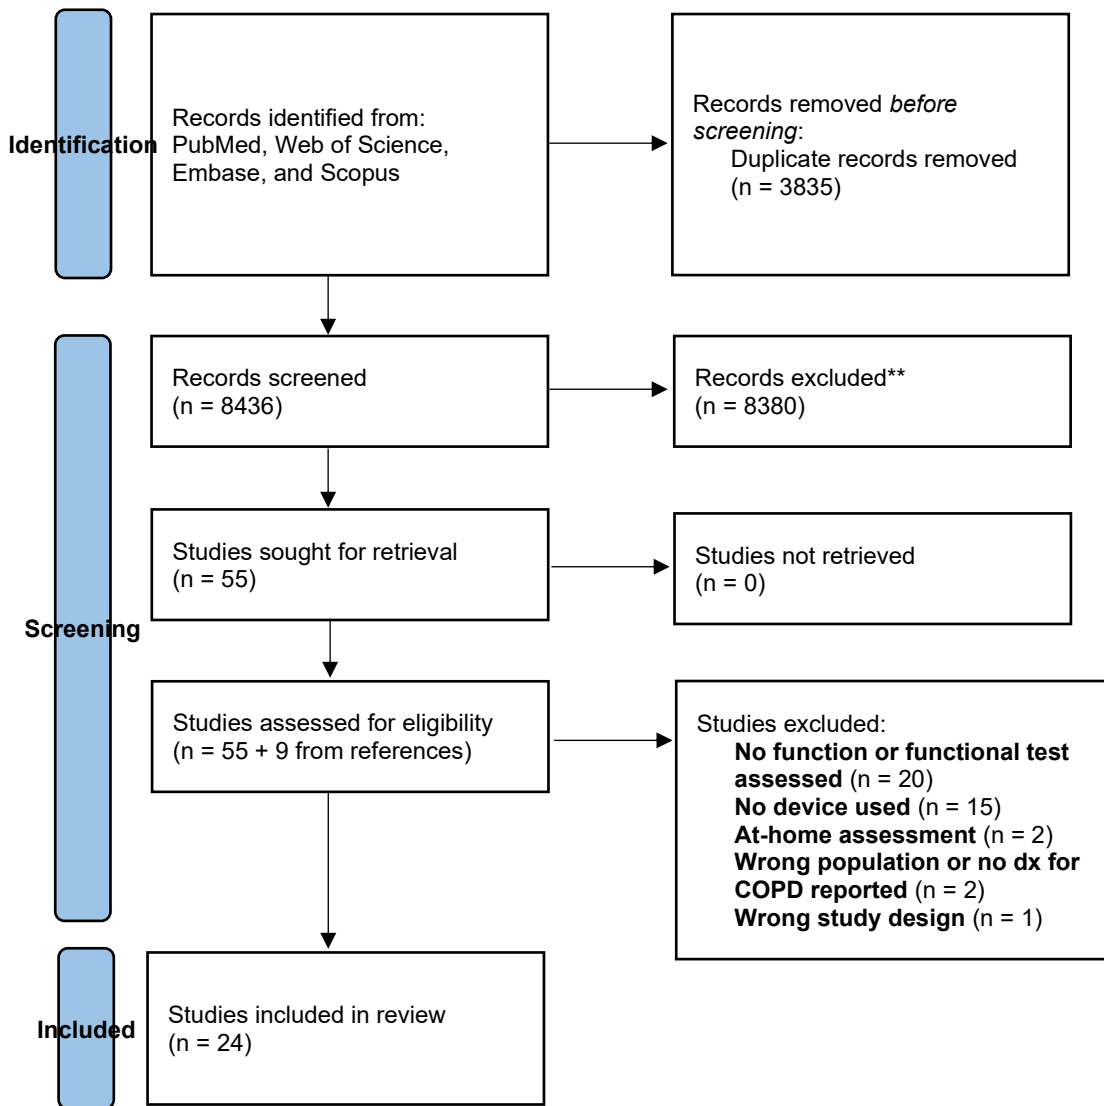 Identification
Records identified from:
PubMed, Web of Science,
Embase, and Scopus
Records removed before
screening:
Duplicate records removed
(n = 3835)
Screening
Records screened
(n = 8436)
Records excluded**
(n = 8380)
Studies sought for retrieval
(n = 55)
Studies not retrieved
(n = 0)
Studies assessed for eligibility
(n = 55 + 9 from references)
Studies excluded:
No function or functional test
assessed (n = 20)
No device used (n = 15)
At-home assessment (n = 2)
Wrong population or no dx for
COPD reported (n = 2)
Wrong study design (n = 1)
Included
Studies included in review
(n = 24)